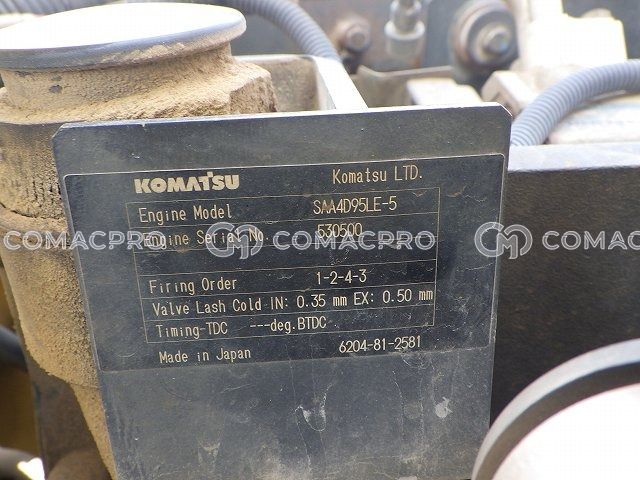 KOMATSU Komatsu LTD.
Engine Model SAA4D95LE-5
Engine Serial No. 530500
COMACPRO COMACPRO COM
Firing Order 1-2-4-3
Valve Lash Cold IN: 0.35 mm EX: 0.50 mm
Timing-TDC ---deg.BTDC
Made in Japan 6204-81-2581